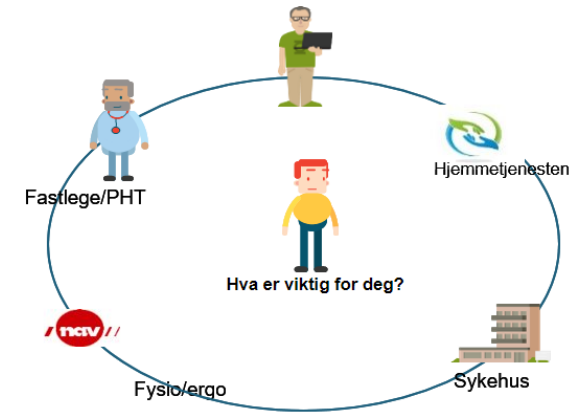 Hjemmetjenesten
Fastlege/PHT
Hva er viktig for deg?
nav
Sykehus
Fysio/ergo